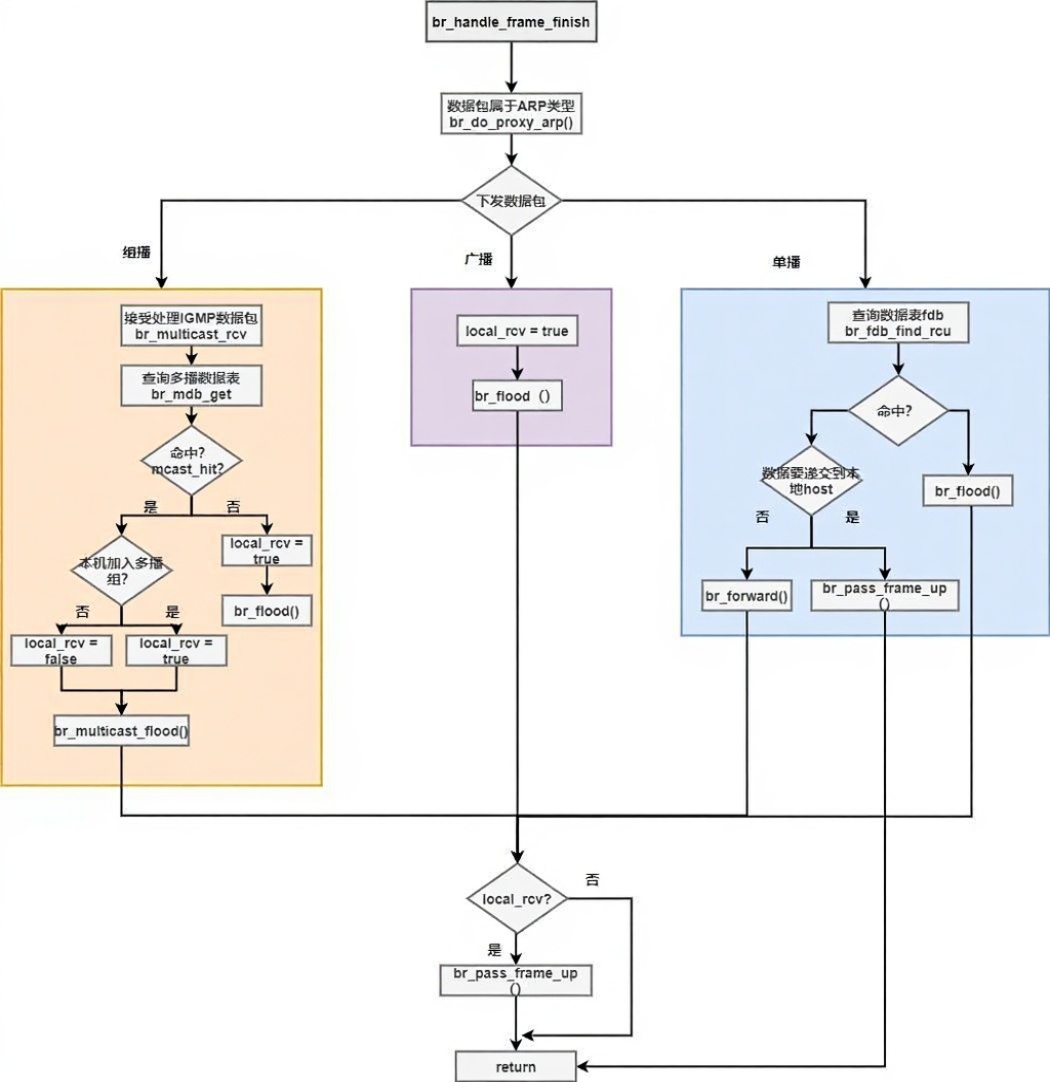 br_handle_frame_finish
数据包属于ARP类型
br_do_proxy_arp()
下发数据包
组播
广播
单播
接受处理IGMP数据包
br_multicast_rcv
查询多播数据表
br_mdb_get
命中?
mcast_hit?
是
否
本机加入多播
组?
local_rcv =
true
br_flood()
否
是
local_rcv =
false
local_rcv =
true
br_multicast_flood()
local_rcv = true
br_flood ()
查询数据表fdb
br_fdb_find_rcu
命中?
数据要递交到本
地host
br_flood()
否
是
br_forward()
br_pass_frame_up
()
local_rcv?
否
是
br_pass_frame_up
()
return